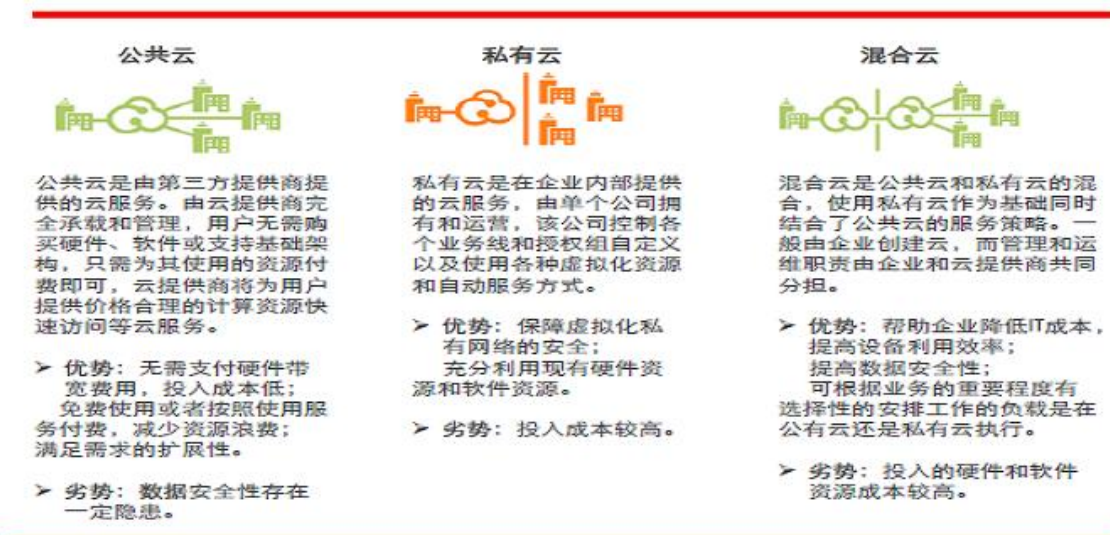 公共云
公共云是由第三方提供商提
供的云服务。由云提供商完
全承载和管理，用户无需购
买硬件、软件或支持基础架
构，只需为其使用的资源付
费即可，云提供商将为用户
提供价格合理的计算资源快
速访问等云服务。
➢ 优势：无需支付硬件带
宽费用，投入成本低；
免费使用或者按照使用服
务付费，减少资源浪费；
满足需求的扩展性。
➢ 劣势：数据安全性存在
一定隐患。
私有云
私有云是在企业内部提供
的云服务，由单个公司拥
有和运营，该公司控制各
个业务线和授权组自定义
以及使用各种虚拟化资源
和自动服务方式。
➢ 优势：保障虚拟化私
有网络的安全；
充分利用现有硬件资
源和软件资源。
➢ 劣势：投入成本较高。
混合云
混合云是公共云和私有云的混
合，使用私有云作为基础同时
结合了公共云的服务策略。一
般由企业创建云，而管理和运
维职责由企业和云提供商共同
分担。
➢ 优势：帮助企业降低IT成本，
提高设备利用效率；
提高数据安全性；
可根据业务的重要程度有
选择性的安排工作的负载是在
公有云还是私有云执行。
➢ 劣势：投入的硬件和软件
资源成本较高。